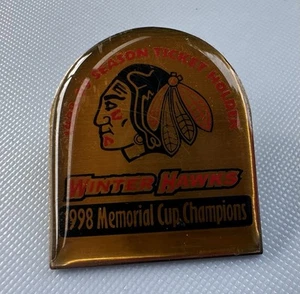 SEASON TICKET HOLDER
WINTER HAWKS
1998 Memorial Cup Champions